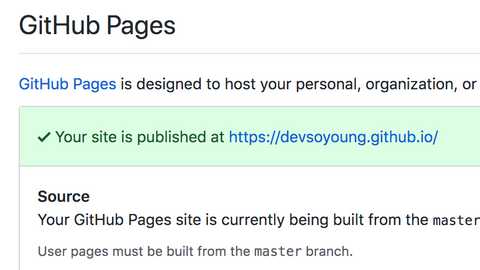 GitHub Pages
GitHub Pages is designed to host your personal, organization, or
✓ Your site is published at https://devsoyoung.github.io/
Source
Your GitHub Pages site is currently being built from the master
User pages must be built from the master branch.